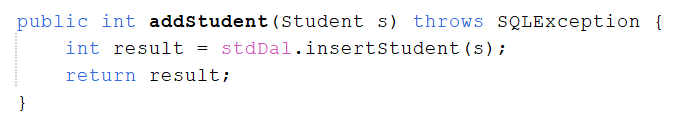 public int addStudent(Student s) throws SQLException {
    int result = stdDal.insertStudent(s);
    return result;
}